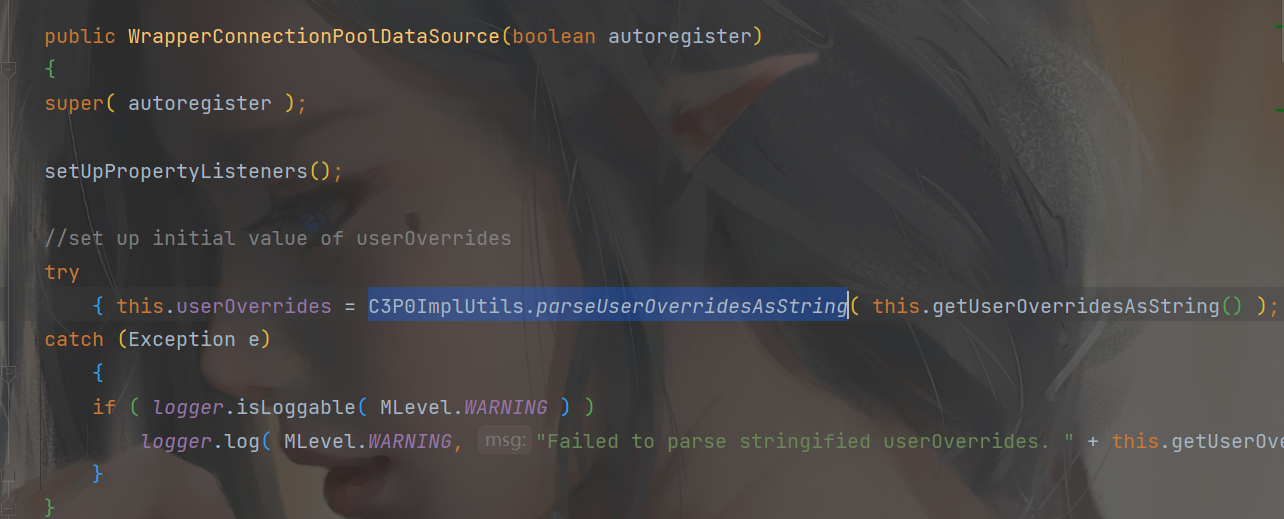 public WrapperConnectionPoolDataSource(boolean autoregister)
{
super( autoregister );
setUpPropertyListeners();
//set up initial value of userOverrides
try
{ this.userOverrides = C3P0ImplUtils.parseUserOverridesAsString( this.getUserOverridesAsString() );
catch (Exception e)
{
if ( logger.isLoggable( MLevel.WARNING ) )
logger.log( MLevel.WARNING, msg: "Failed to parse stringified userOverrides. " + this.getUserOve
}
}